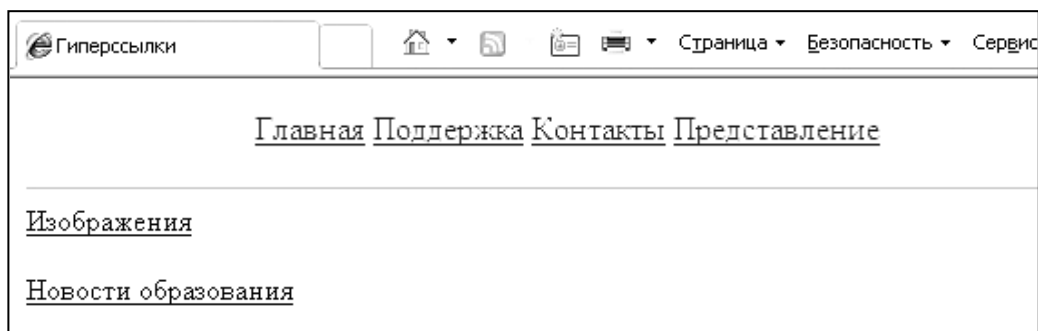 Гиперссылки Страница Безопасность Сервис
Главная Поддержка Контакты Представление
Изображения
Новости образования